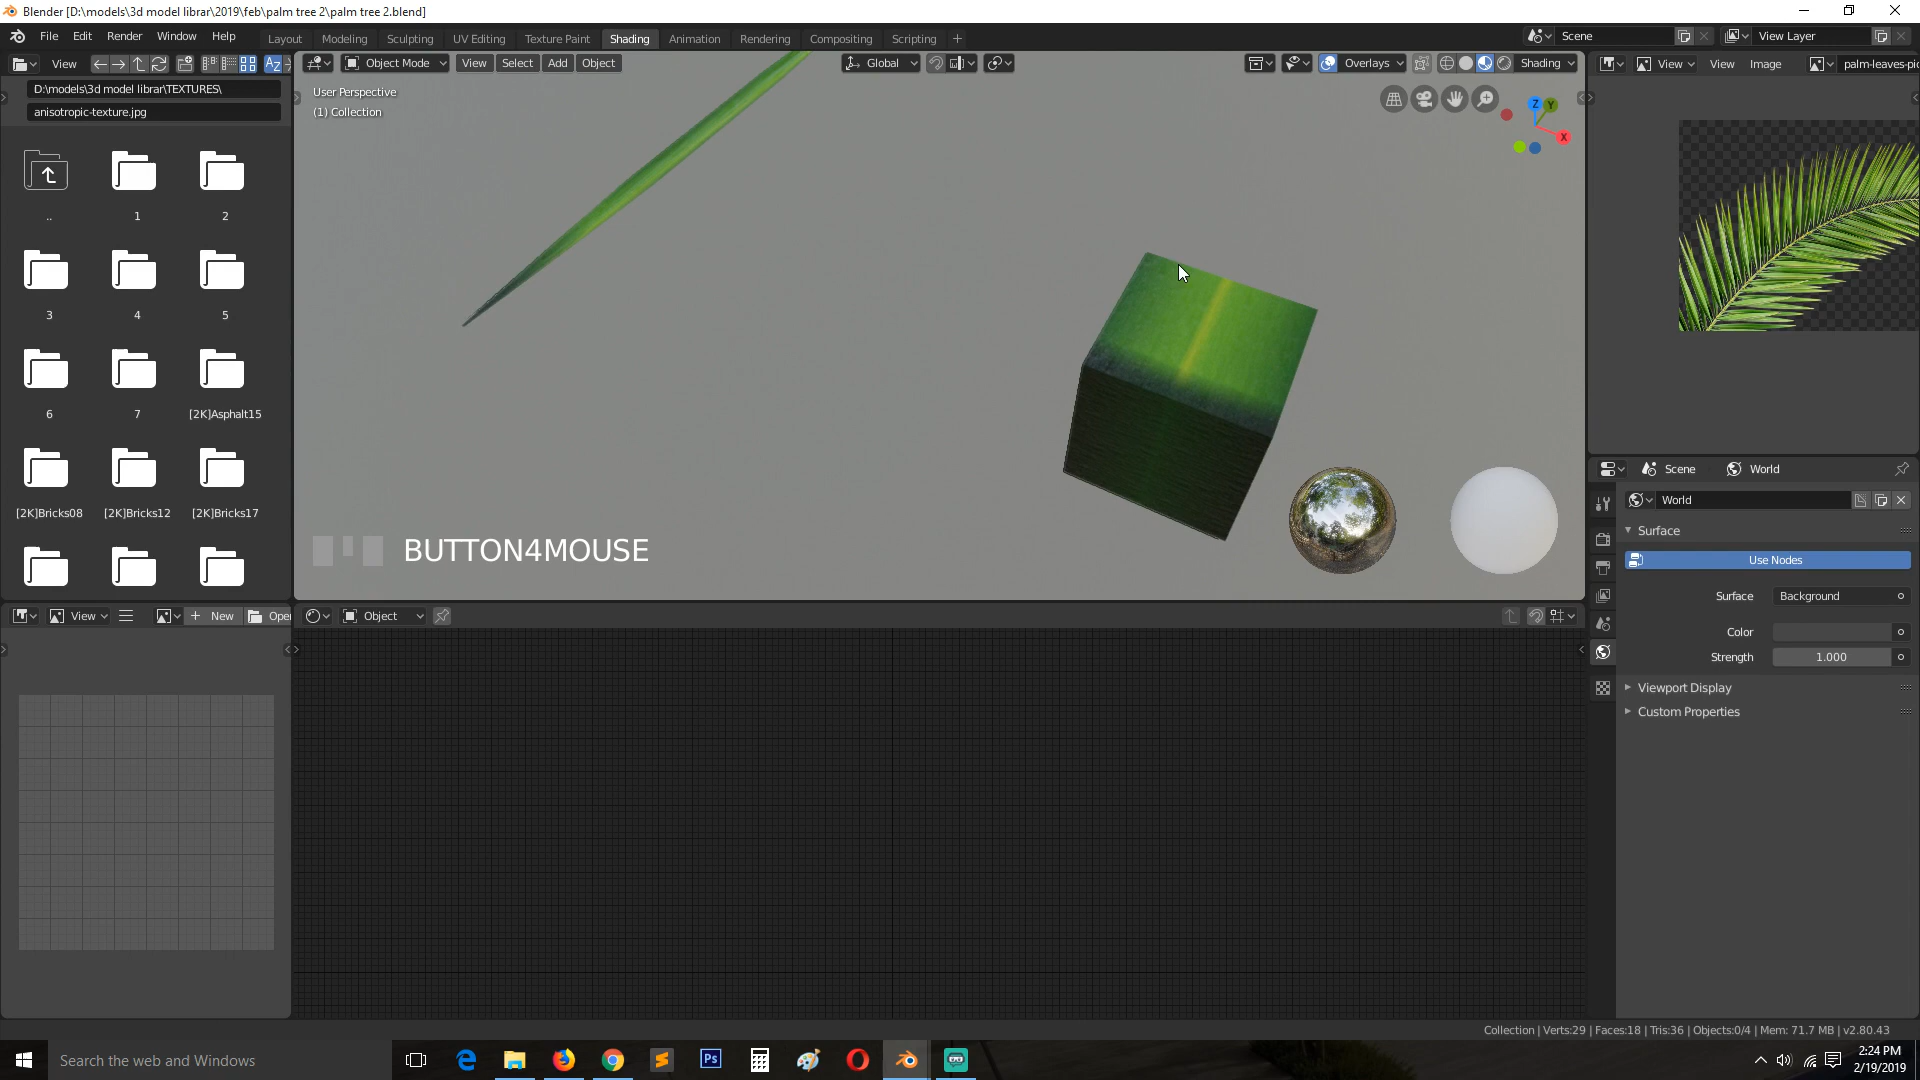 Blender [D:\models\3d model librar\2019\feb\palm tree 2\palm tree 2.blend]
File Edit Render Window Help
Layout Modeling Sculpting UV Editing Texture Paint Shading Animation Rendering Compositing Scripting +
Scene
View Layer
View
D:\models\3d model librar\TEXTURES\
anisotropic-texture.jpg
..
1
2
3
4
5
6
7
[2K]Asphalt15
[2K]Bricks08
[2K]Bricks12
[2K]Bricks17
Object Mode View Select Add Object
Global
Overlays
Shading
User Perspective
(1) Collection
Z
Y
X
BUTTON4MOUSE
View View Image palm-leaves-pic
Scene World
World
Surface
Use Nodes
Surface Background
Color
Strength 1.000
Viewport Display
Custom Properties
View + New Open
Object
Collection | Verts:29 | Faces:18 | Tris:36 | Objects:0/4 | Mem: 71.7 MB | v2.80.43
Search the web and Windows
Ps
2:24 PM
2/19/2019